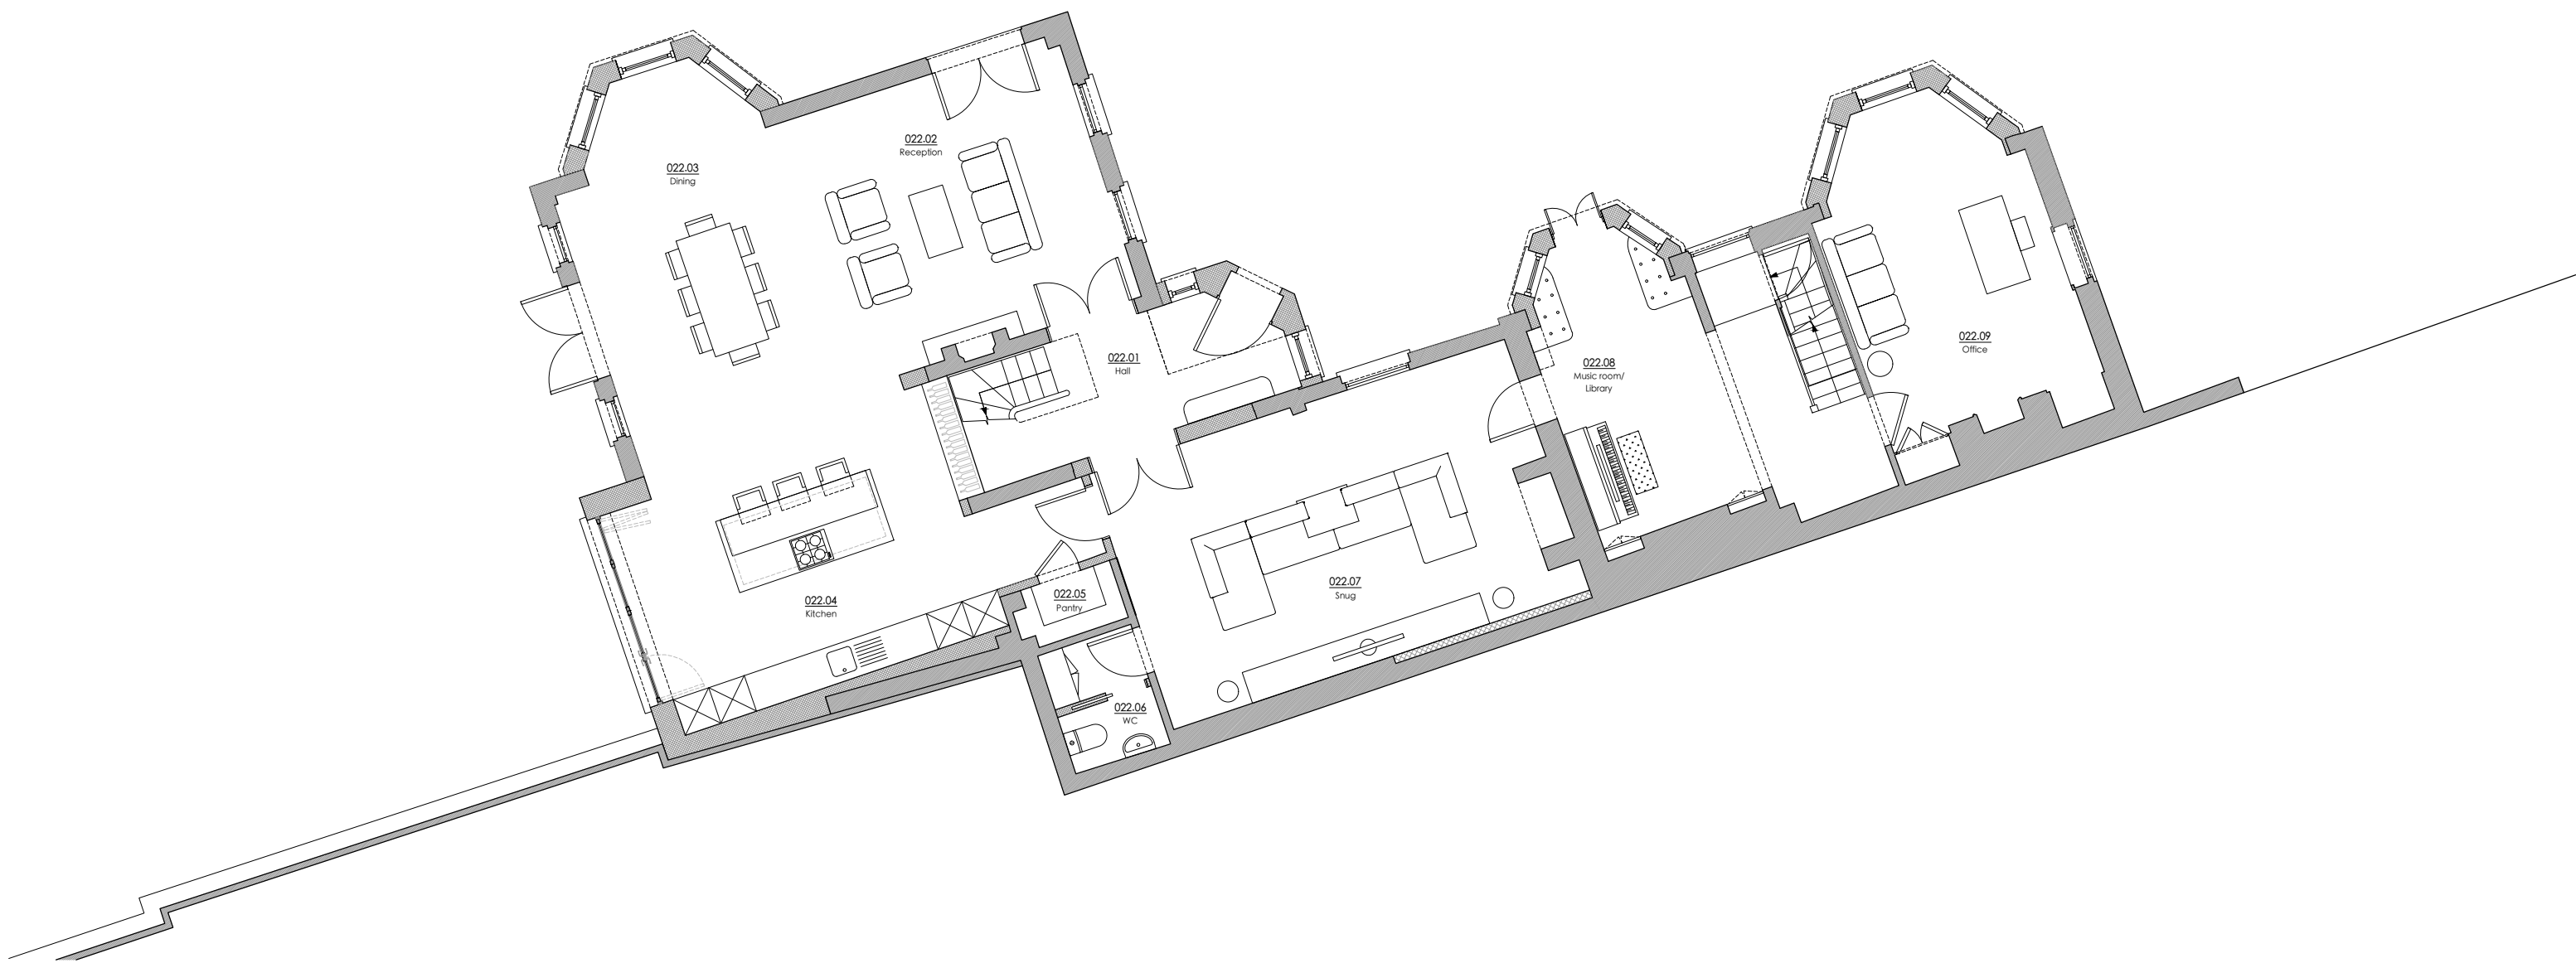 022.02
Reception
022.03
Dining
022.01
Hall
022.08
Music room/
Library
022.09
Office
022.04
Kitchen
022.05
Pantry
022.07
Snug
022.06
WC